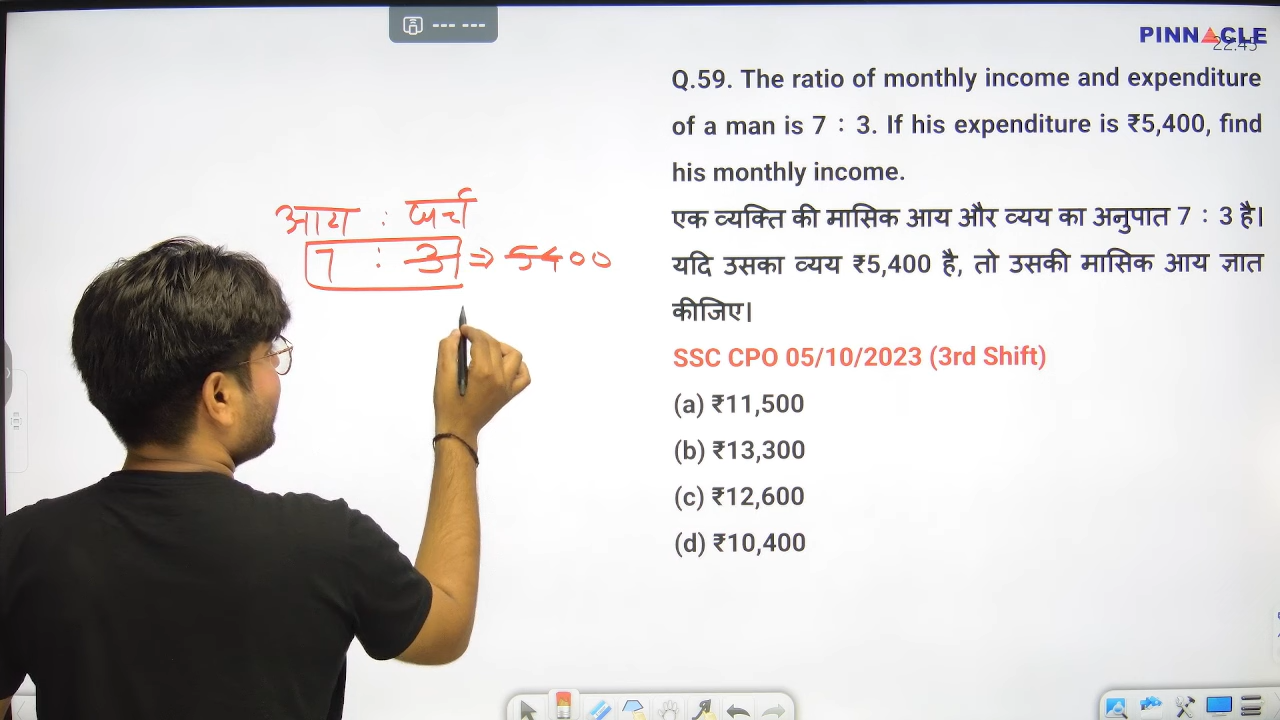 PINNACLE
22:45
Q.59. The ratio of monthly income and expenditure
of a man is 7 : 3. If his expenditure is ₹5,400, find
his monthly income.
एक व्यक्ति की मासिक आय और व्यय का अनुपात 7 : 3 है।
यदि उसका व्यय ₹5,400 है, तो उसकी मासिक आय ज्ञात
कीजिए।
SSC CPO 05/10/2023 (3rd Shift)
(a) ₹11,500
(b) ₹13,300
(c) ₹12,600
(d) ₹10,400
आय : खर्च
7 : 3 ⇒ 5400